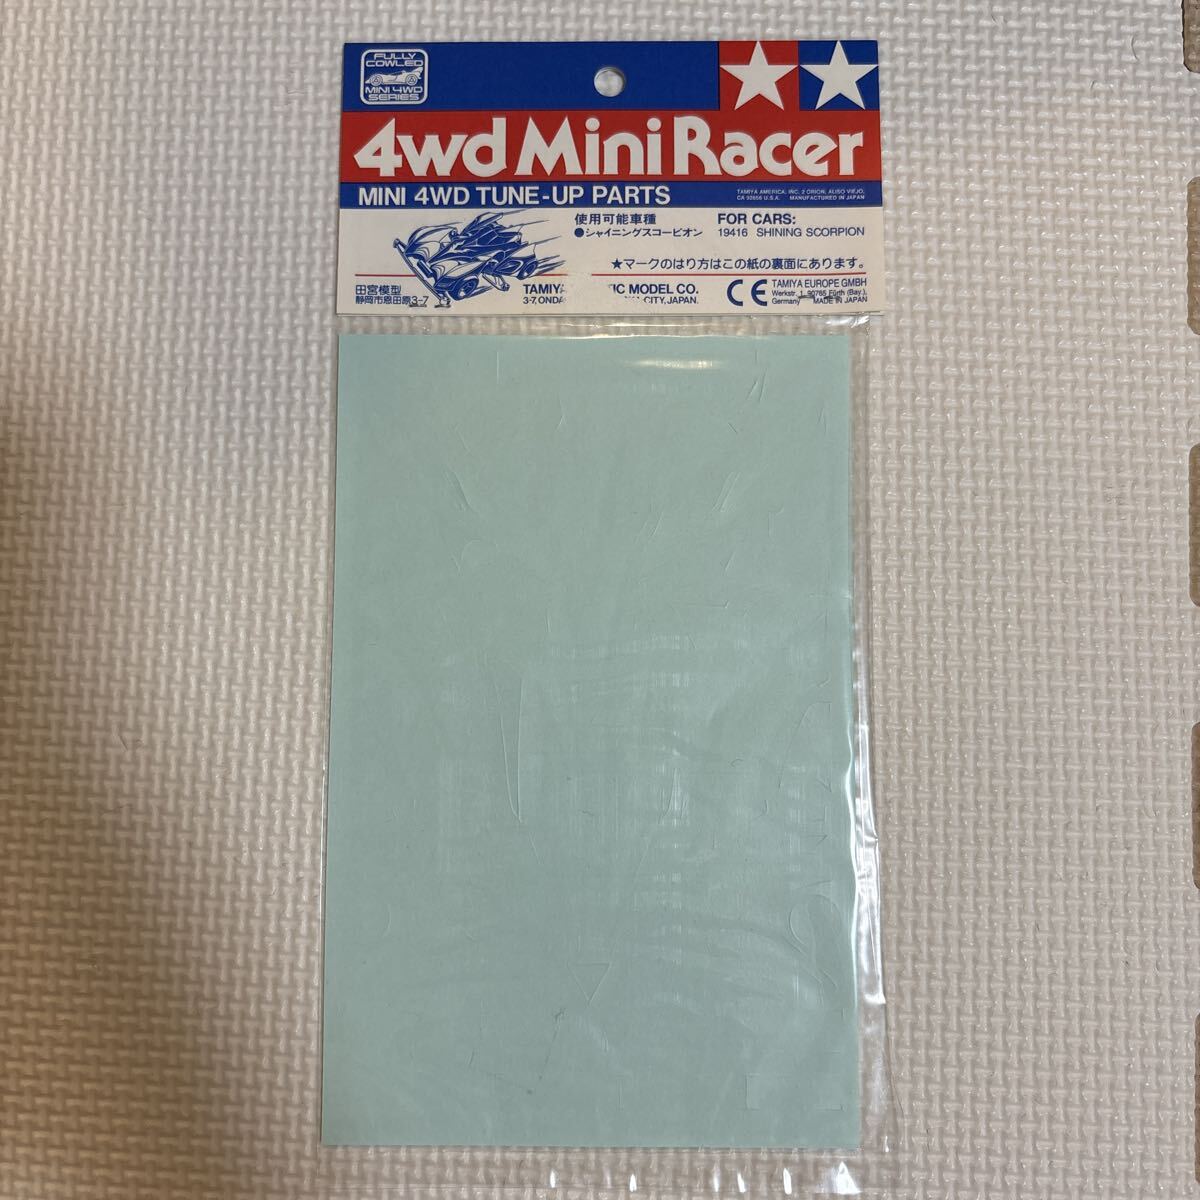 FULLY
COWLED
MINI 4WD
SERIES
4wd Mini Racer
MINI 4WD TUNE-UP PARTS
TAMIYA AMERICA, INC. 2 ORION, ALISO VIEJO,
CA 92656 U.S.A. MANUFACTURED IN JAPAN
使用可能車種
●シャイニングスコーピオン
FOR CARS:
19416 SHINING SCORPION
★マークのはり方はこの紙の裏面にあります。
田宮模型
静岡市恩田原3-7
TAMIYA TIC MODEL CO.
3-7, ONDA CITY, JAPAN.
CE
TAMIYA EUROPE GMBH
Werkstr. 1, 90765 Fürth (Bay.),
Germany MADE IN JAPAN